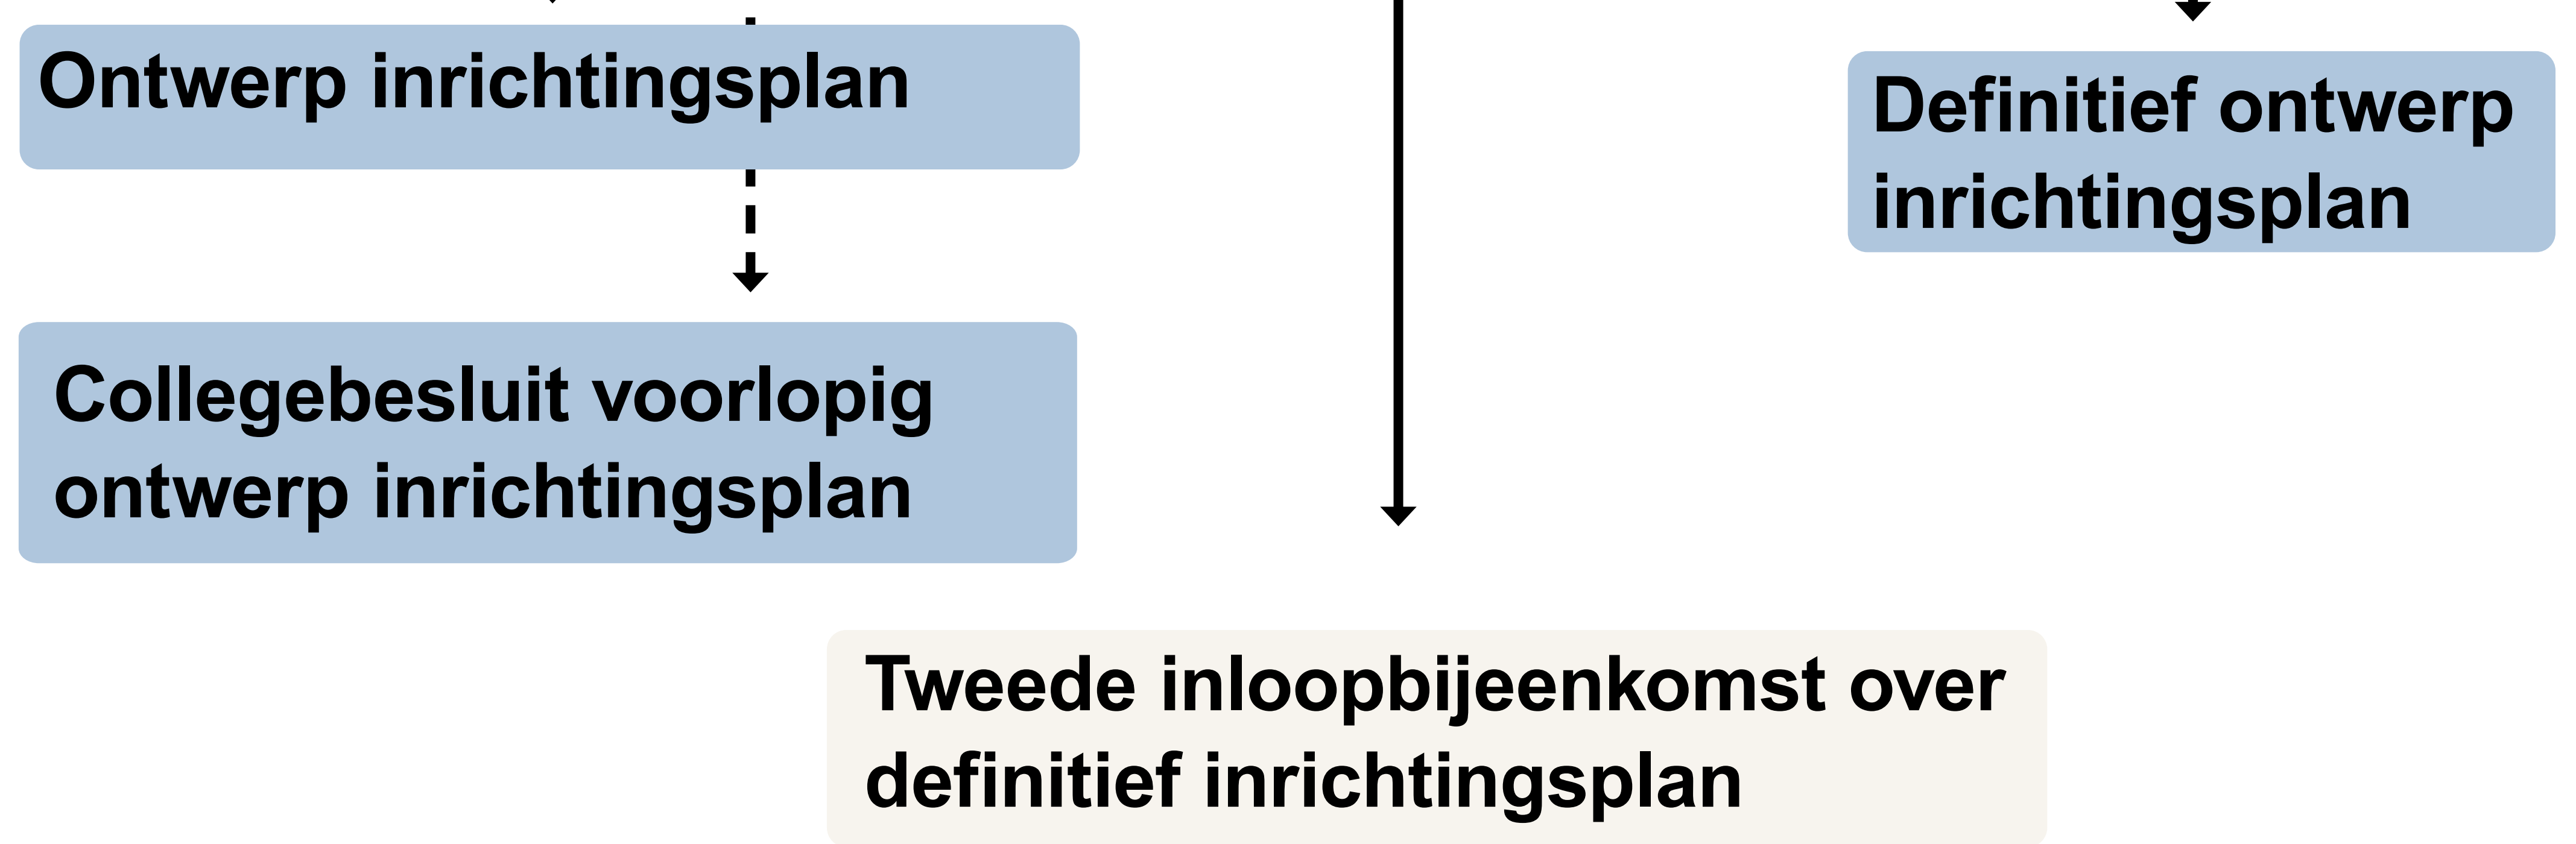 Ontwerp inrichtingsplan
Definitief ontwerp
inrichtingsplan
Collegebesluit voorlopig
ontwerp inrichtingsplan
Tweede inloopbijeenkomst over
definitief inrichtingsplan